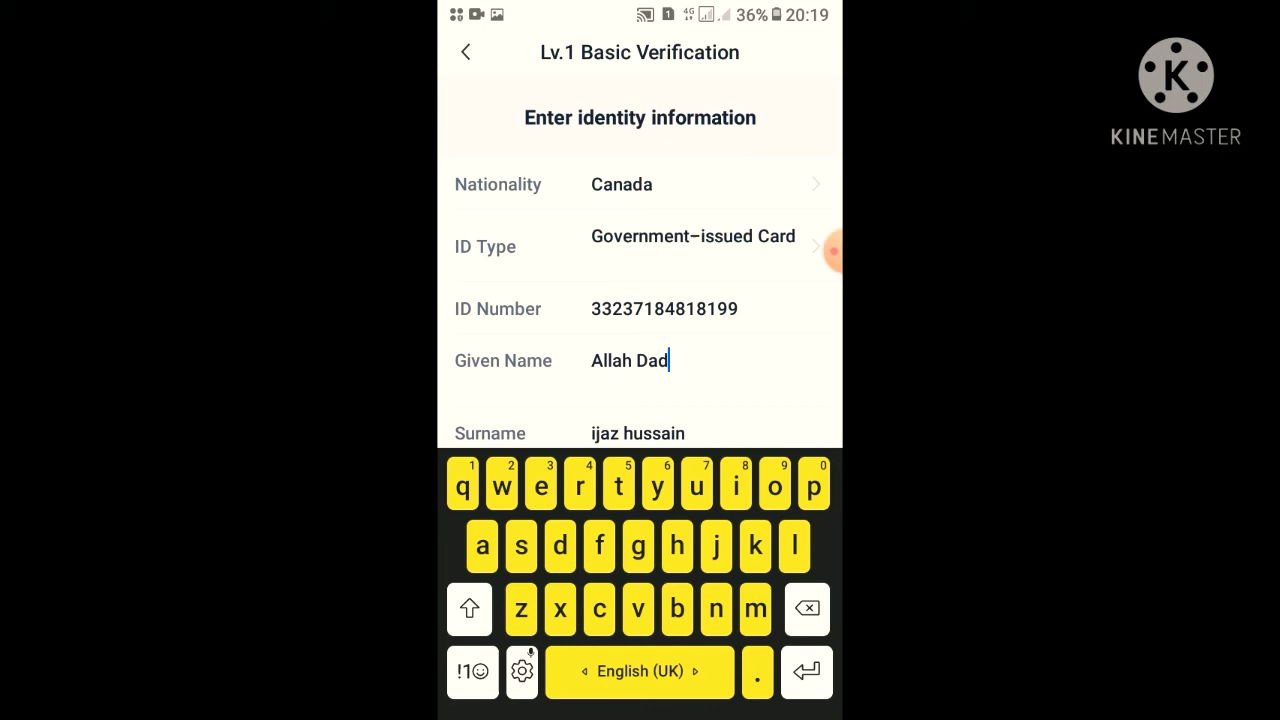 36% 20:19
Lv.1 Basic Verification
Enter identity information
Nationality Canada
ID Type Government-issued Card
ID Number 33237184818199
Given Name Allah Dad
Surname ijaz hussain
K
KINEMASTER
1 2 3 4 5 6 7 8 9 0
q w e r t y u i o p
a s d f g h j k l
z x c v b n m
!1☺ English (UK) .